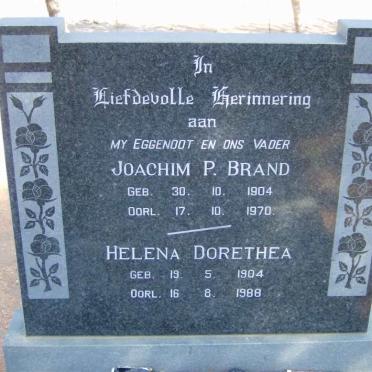 In
Liefdevolle Herinnering
aan
MY EGGENOOT EN ONS VADER
JOACHIM P. BRAND
GEB. 30. 10. 1904
OORL. 17. 10. 1970.
HELENA DORETHEA
GEB. 19. 5. 1904
OORL. 16. 8. 1988